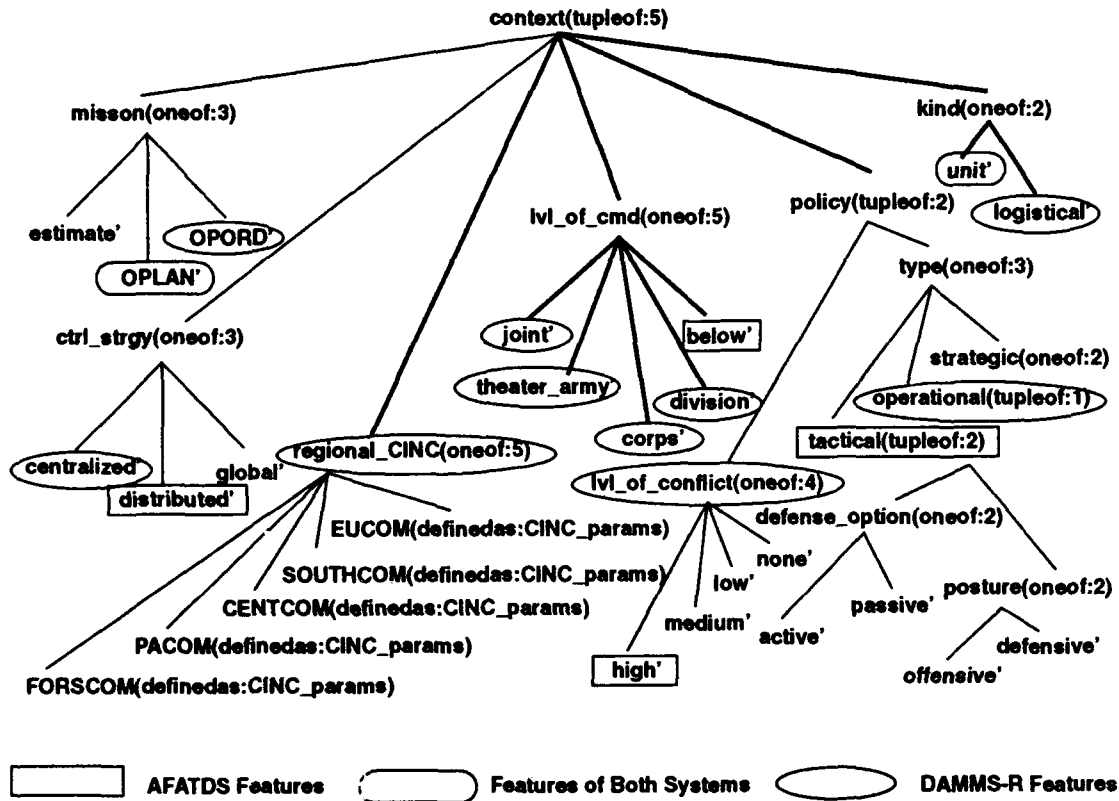 context(tupleof:5)
misson(oneof:3)
kind(oneof:2)
unit'
logistical'
lvl_of_cmd(oneof:5)
policy(tupleof:2)
estimate'
OPORD'
OPLAN'
type(oneof:3)
ctrl_strgy(oneof:3)
joint'
below'
strategic(oneof:2)
theater_army'
division'
operational(tupleof:1)
corps'
tactical(tupleof:2)
centralized'
distributed'
global'
regional_CINC(oneof:5)
lvl_of_conflict(oneof:4)
EUCOM(definedas:CINC_params)
defense_option(oneof:2)
none'
SOUTHCOM(definedas:CINC_params)
low'
CENTCOM(definedas:CINC_params)
posture(oneof:2)
passive'
medium'
active'
PACOM(definedas:CINC_params)
defensive'
high'
offensive'
FORSCOM(definedas:CINC_params)
AFATDS Features
Features of Both Systems
DAMMS-R Features